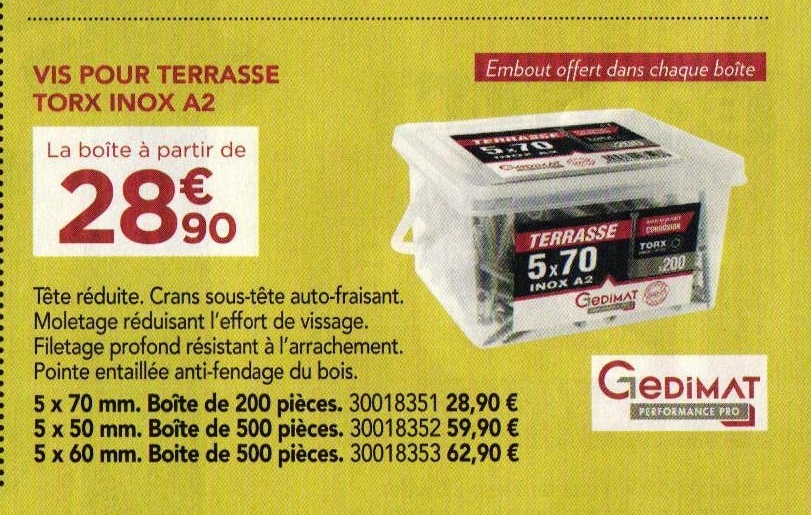 Embout offert dans chaque boîte
VIS POUR TERRASSE
TORX INOX A2
La boîte à partir de
28€90
TERRASSE
5x70
TERRASSE
5x70
INOX A2
CORROSION
TORX
200
GEDIMAT
Tête réduite. Crans sous-tête auto-fraisant.
Moletage réduisant l'effort de vissage.
Filetage profond résistant à l'arrachement.
Pointe entaillée anti-fendage du bois.
5 x 70 mm. Boîte de 200 pièces. 30018351 28,90 €
5 x 50 mm. Boîte de 500 pièces. 30018352 59,90 €
5 x 60 mm. Boite de 500 pièces. 30018353 62,90 €
GEDIMAT
PERFORMANCE PRO